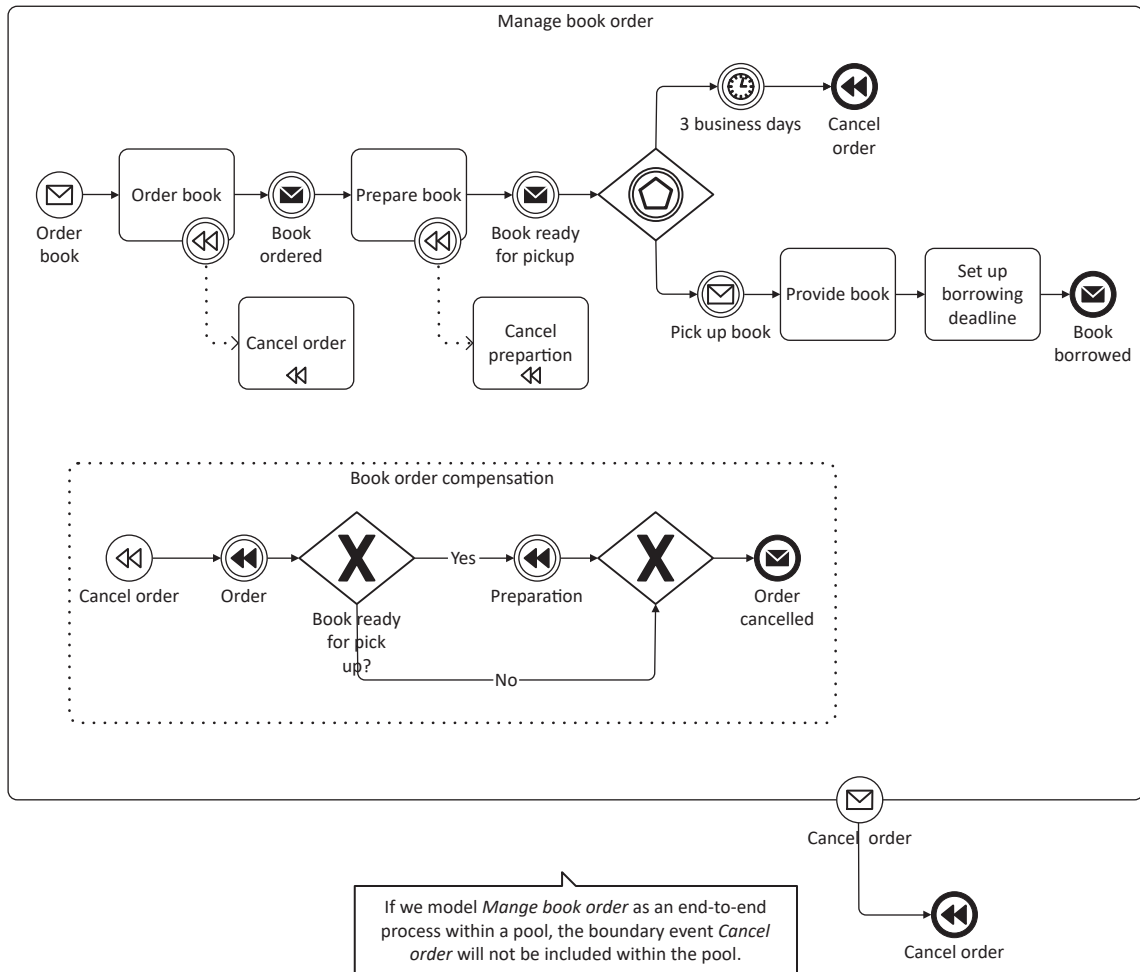 Manage book order
3 business days
Cancel
order
Order book
Prepare book
Order
book
Book
ordered
Book ready
for pickup
Pick up book
Provide book
Set up
borrowing
deadline
Book
borrowed
Cancel order
Cancel
prepartion
Book order compensation
Cancel order
Order
X
Book ready
for pick
up?
Yes
No
Preparation
X
Order
cancelled
Cancel  order
Cancel order
If we model Mange book order as an end-to-end
process within a pool, the boundary event Cancel
order will not be included within the pool.